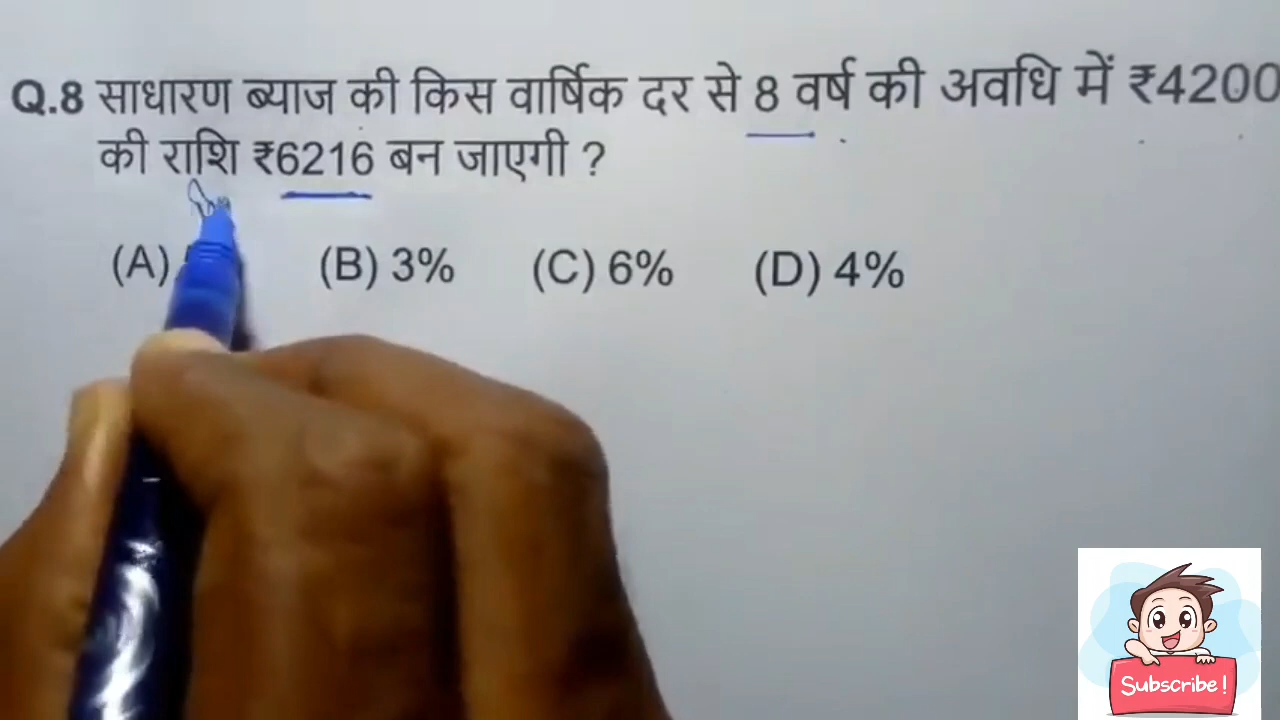 Q.8 साधारण ब्याज की किस वार्षिक दर से 8 वर्ष की अवधि में ₹4200
की राशि ₹6216 बन जाएगी ?
(A) (B) 3% (C) 6% (D) 4%
Subscribe!